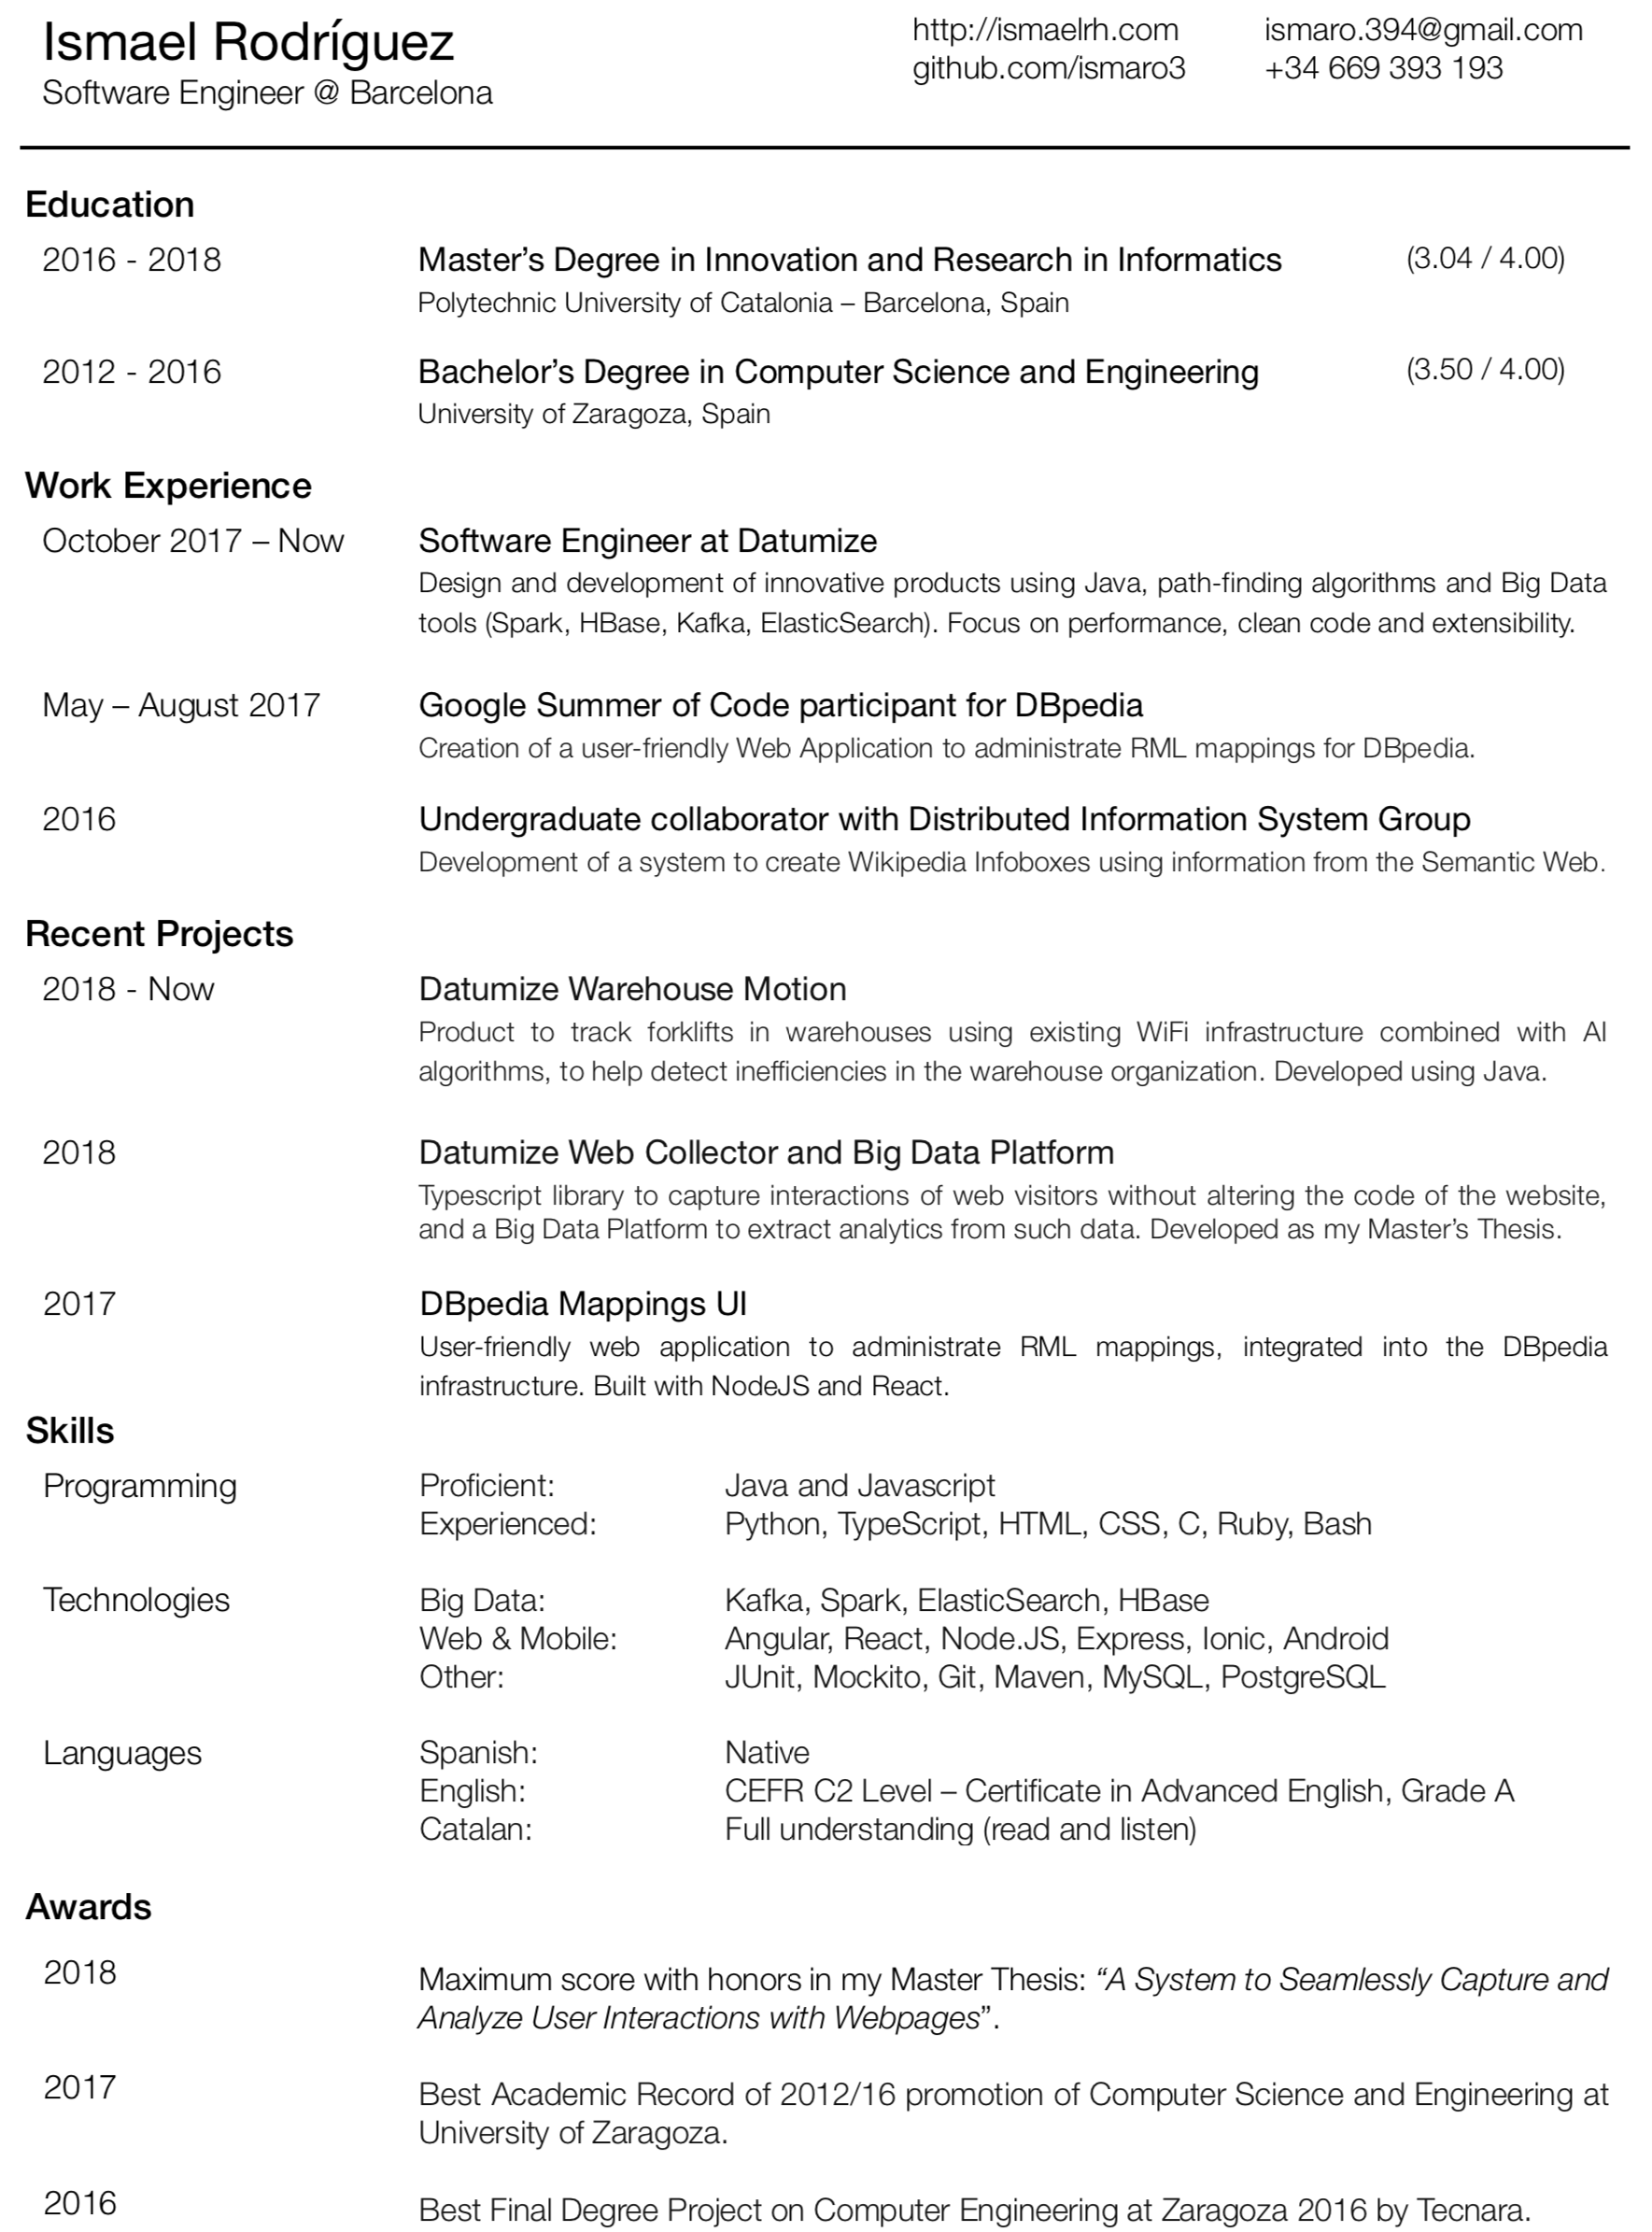 Ismael Rodríguez
Software Engineer @ Barcelona
http://ismaelrh.com
github.com/ismaro3
ismaro.394@gmail.com
+34 669 393 193
Education
2016 - 2018 Master’s Degree in Innovation and Research in Informatics (3.04 / 4.00)
Polytechnic University of Catalonia – Barcelona, Spain
2012 - 2016 Bachelor’s Degree in Computer Science and Engineering (3.50 / 4.00)
University of Zaragoza, Spain
Work Experience
October 2017 – Now Software Engineer at Datumize
Design and development of innovative products using Java, path-finding algorithms and Big Data
tools (Spark, HBase, Kafka, ElasticSearch). Focus on performance, clean code and extensibility.
May – August 2017 Google Summer of Code participant for DBpedia
Creation of a user-friendly Web Application to administrate RML mappings for DBpedia.
2016 Undergraduate collaborator with Distributed Information System Group
Development of a system to create Wikipedia Infoboxes using information from the Semantic Web.
Recent Projects
2018 - Now Datumize Warehouse Motion
Product to track forklifts in warehouses using existing WiFi infrastructure combined with AI
algorithms, to help detect inefficiencies in the warehouse organization. Developed using Java.
2018 Datumize Web Collector and Big Data Platform
Typescript library to capture interactions of web visitors without altering the code of the website,
and a Big Data Platform to extract analytics from such data. Developed as my Master’s Thesis.
2017 DBpedia Mappings UI
User-friendly web application to administrate RML mappings, integrated into the DBpedia
infrastructure. Built with NodeJS and React.
Skills
Programming Proficient: Java and Javascript
Experienced: Python, TypeScript, HTML, CSS, C, Ruby, Bash
Technologies Big Data: Kafka, Spark, ElasticSearch, HBase
Web & Mobile: Angular, React, Node.JS, Express, Ionic, Android
Other: JUnit, Mockito, Git, Maven, MySQL, PostgreSQL
Languages Spanish: Native
English: CEFR C2 Level – Certificate in Advanced English, Grade A
Catalan: Full understanding (read and listen)
Awards
2018 Maximum score with honors in my Master Thesis: “A System to Seamlessly Capture and
Analyze User Interactions with Webpages”.
2017 Best Academic Record of 2012/16 promotion of Computer Science and Engineering at
University of Zaragoza.
2016 Best Final Degree Project on Computer Engineering at Zaragoza 2016 by Tecnara.